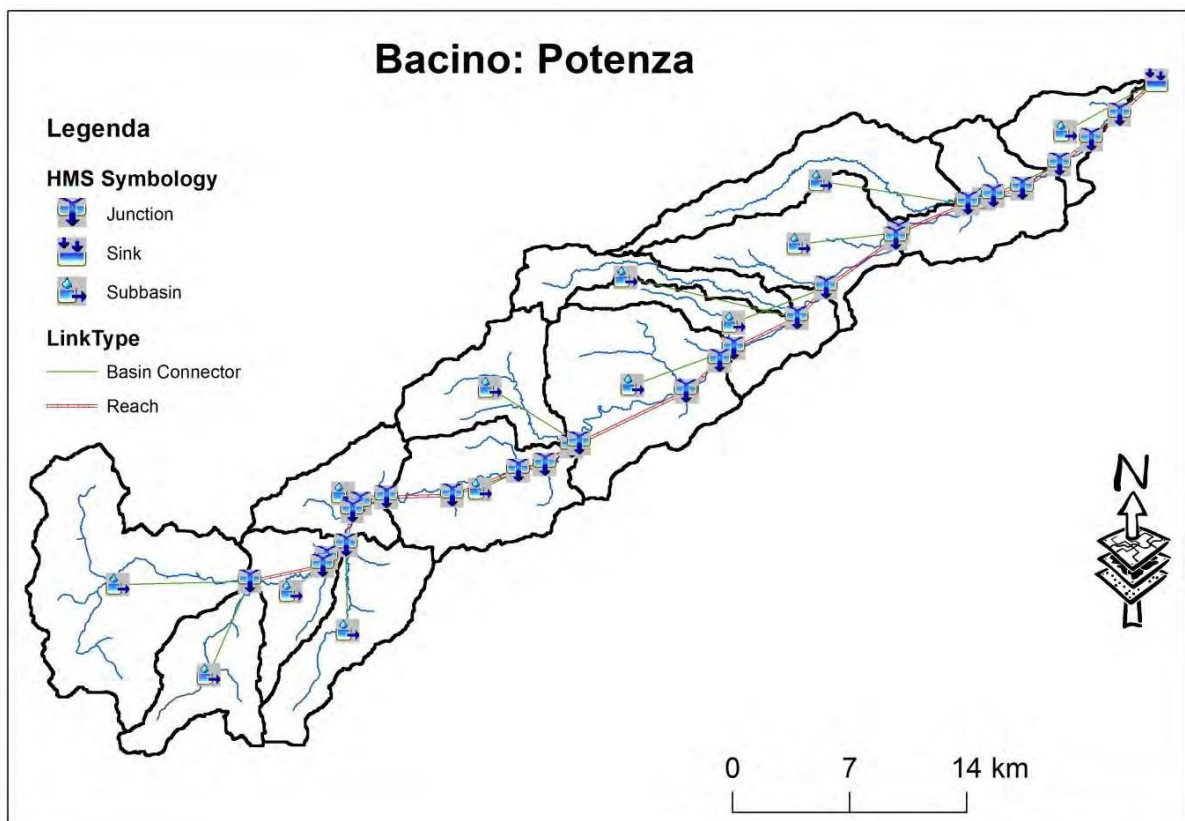 Bacino: Potenza
Legenda
HMS Symbology
Junction
Sink
Subbasin
LinkType
Basin Connector
Reach
N
0 7 14 km